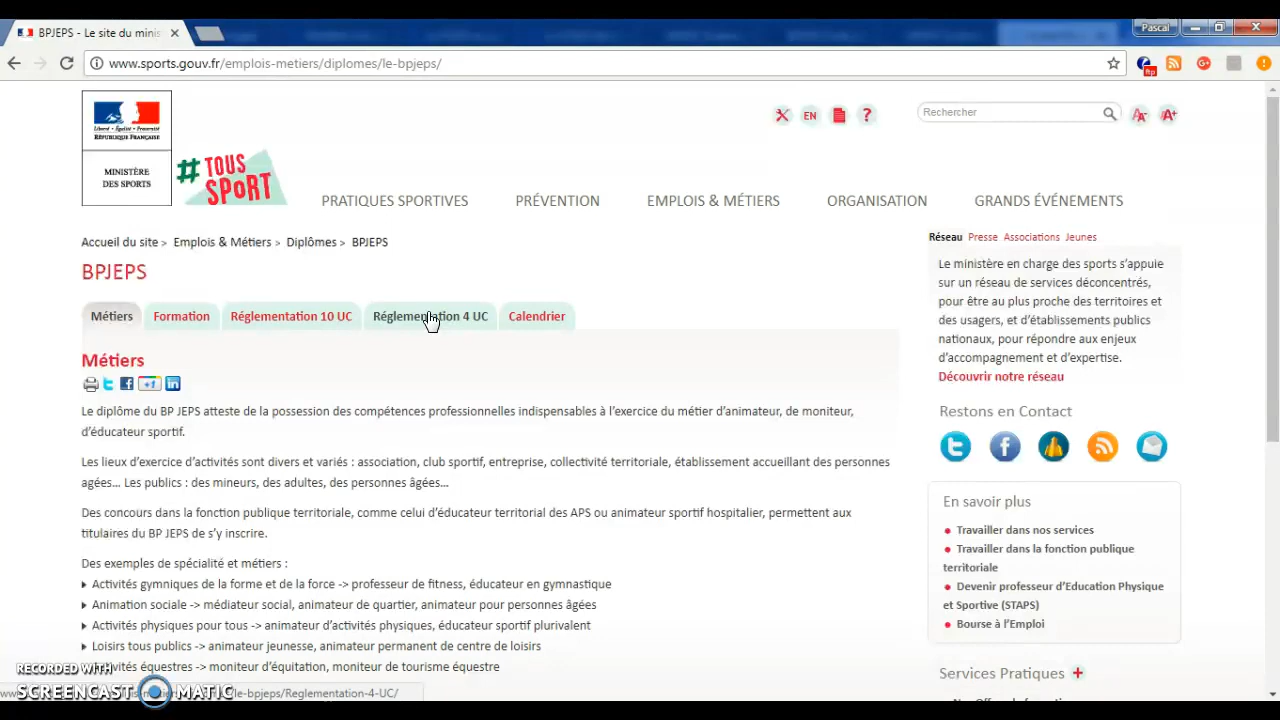 BPJEPS - Le site du minis
Pascal
www.sports.gouv.fr/emplois-metiers/diplomes/le-bpjeps/
ftp
Liberté • Égalité • Fraternité
RÉPUBLIQUE FRANÇAISE
MINISTÈRE
DES SPORTS
# TOUS
SPORT
EN
?
Rechercher
A-
A+
PRATIQUES SPORTIVES PRÉVENTION EMPLOIS & MÉTIERS ORGANISATION GRANDS ÉVÉNEMENTS
Accueil du site > Emplois & Métiers > Diplômes > BPJEPS
BPJEPS
Métiers Formation Réglementation 10 UC Réglementation 4 UC Calendrier
Métiers
+1
Le diplôme du BP JEPS atteste de la possession des compétences professionnelles indispensables à l'exercice du métier d'animateur, de moniteur,
d'éducateur sportif.
Les lieux d'exercice d'activités sont divers et variés : association, club sportif, entreprise, collectivité territoriale, établissement accueillant des personnes
agées... Les publics : des mineurs, des adultes, des personnes âgées...
Des concours dans la fonction publique territoriale, comme celui d'éducateur territorial des APS ou animateur sportif hospitalier, permettent aux
titulaires du BP JEPS de s'y inscrire.
Des exemples de spécialité et métiers :
Activités gymniques de la forme et de la force -> professeur de fitness, éducateur en gymnastique
Animation sociale -> médiateur social, animateur de quartier, animateur pour personnes âgées
Activités physiques pour tous -> animateur d'activités physiques, éducateur sportif plurivalent
Loisirs tous publics -> animateur jeunesse, animateur permanent de centre de loisirs
Activités équestres -> moniteur d'équitation, moniteur de tourisme équestre
Réseau Presse Associations Jeunes
Le ministère en charge des sports s'appuie
sur un réseau de services déconcentrés,
pour être au plus proche des territoires et
des usagers, et d'établissements publics
nationaux, pour répondre aux enjeux
d'accompagnement et d'expertise.
Découvrir notre réseau
Restons en Contact
En savoir plus
Travailler dans nos services
Travailler dans la fonction publique
territoriale
Devenir professeur d'Education Physique
et Sportive (STAPS)
Bourse à l'Emploi
Services Pratiques +
RECORDED WITH
SCREENCAST MATIC
le-bpjeps/Reglementation-4-UC/